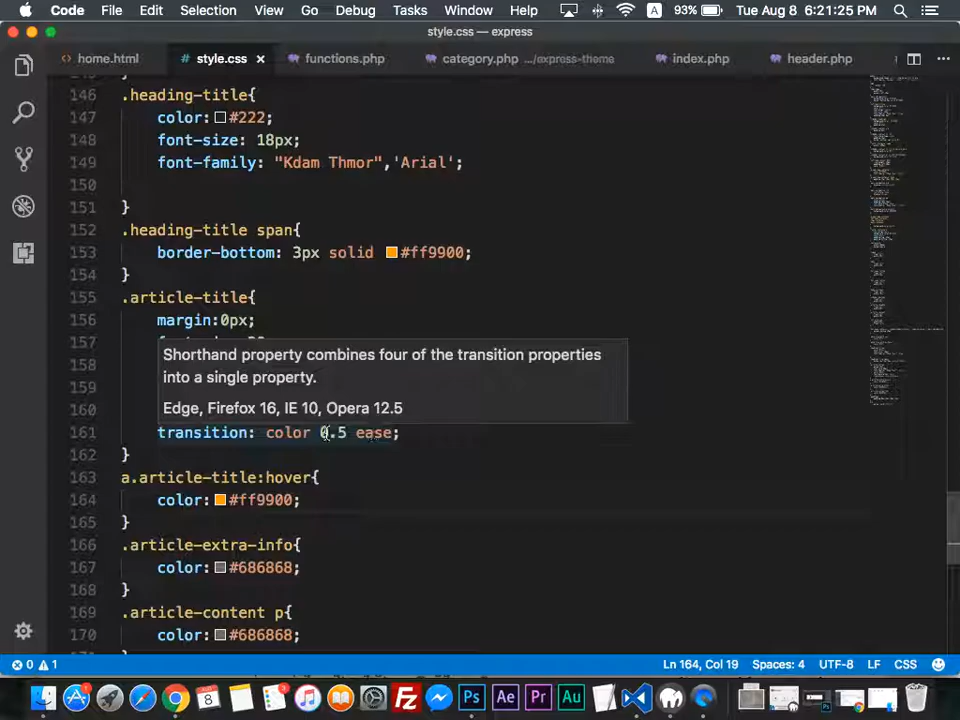 Code File Edit Selection View Go Debug Tasks Window Help A 93% Tue Aug 8 6:21:25 PM
style.css — express
home.html # style.css functions.php category.php .../express-theme index.php header.php
146 .heading-title{
147 color: #222;
148 font-size: 18px;
149 font-family: "Kdam Thmor",'Arial';
150
151 }
152 .heading-title span{
153 border-bottom: 3px solid #ff9900;
154 }
155 .article-title{
156 margin:0px;
157
158
159
160
Shorthand property combines four of the transition properties
into a single property.
Edge, Firefox 16, IE 10, Opera 12.5
161 transition: color 0.5 ease;
162 }
163 a.article-title:hover{
164 color: #ff9900;
165 }
166 .article-extra-info{
167 color: #686868;
168 }
169 .article-content p{
170 color: #686868;
0 1 Ln 164, Col 19 Spaces: 4 UTF-8 LF CSS
Ps Ae Pr Au Fz